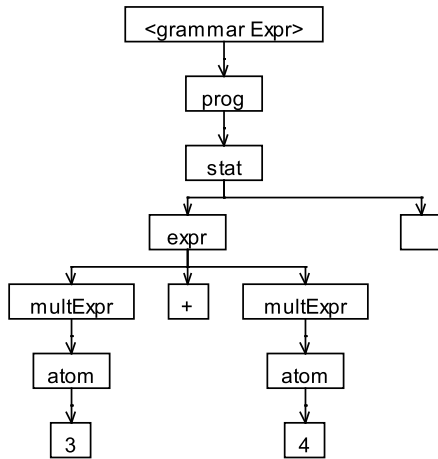 <grammar Expr>
prog
stat
expr
multExpr + multExpr
atom atom
3 4